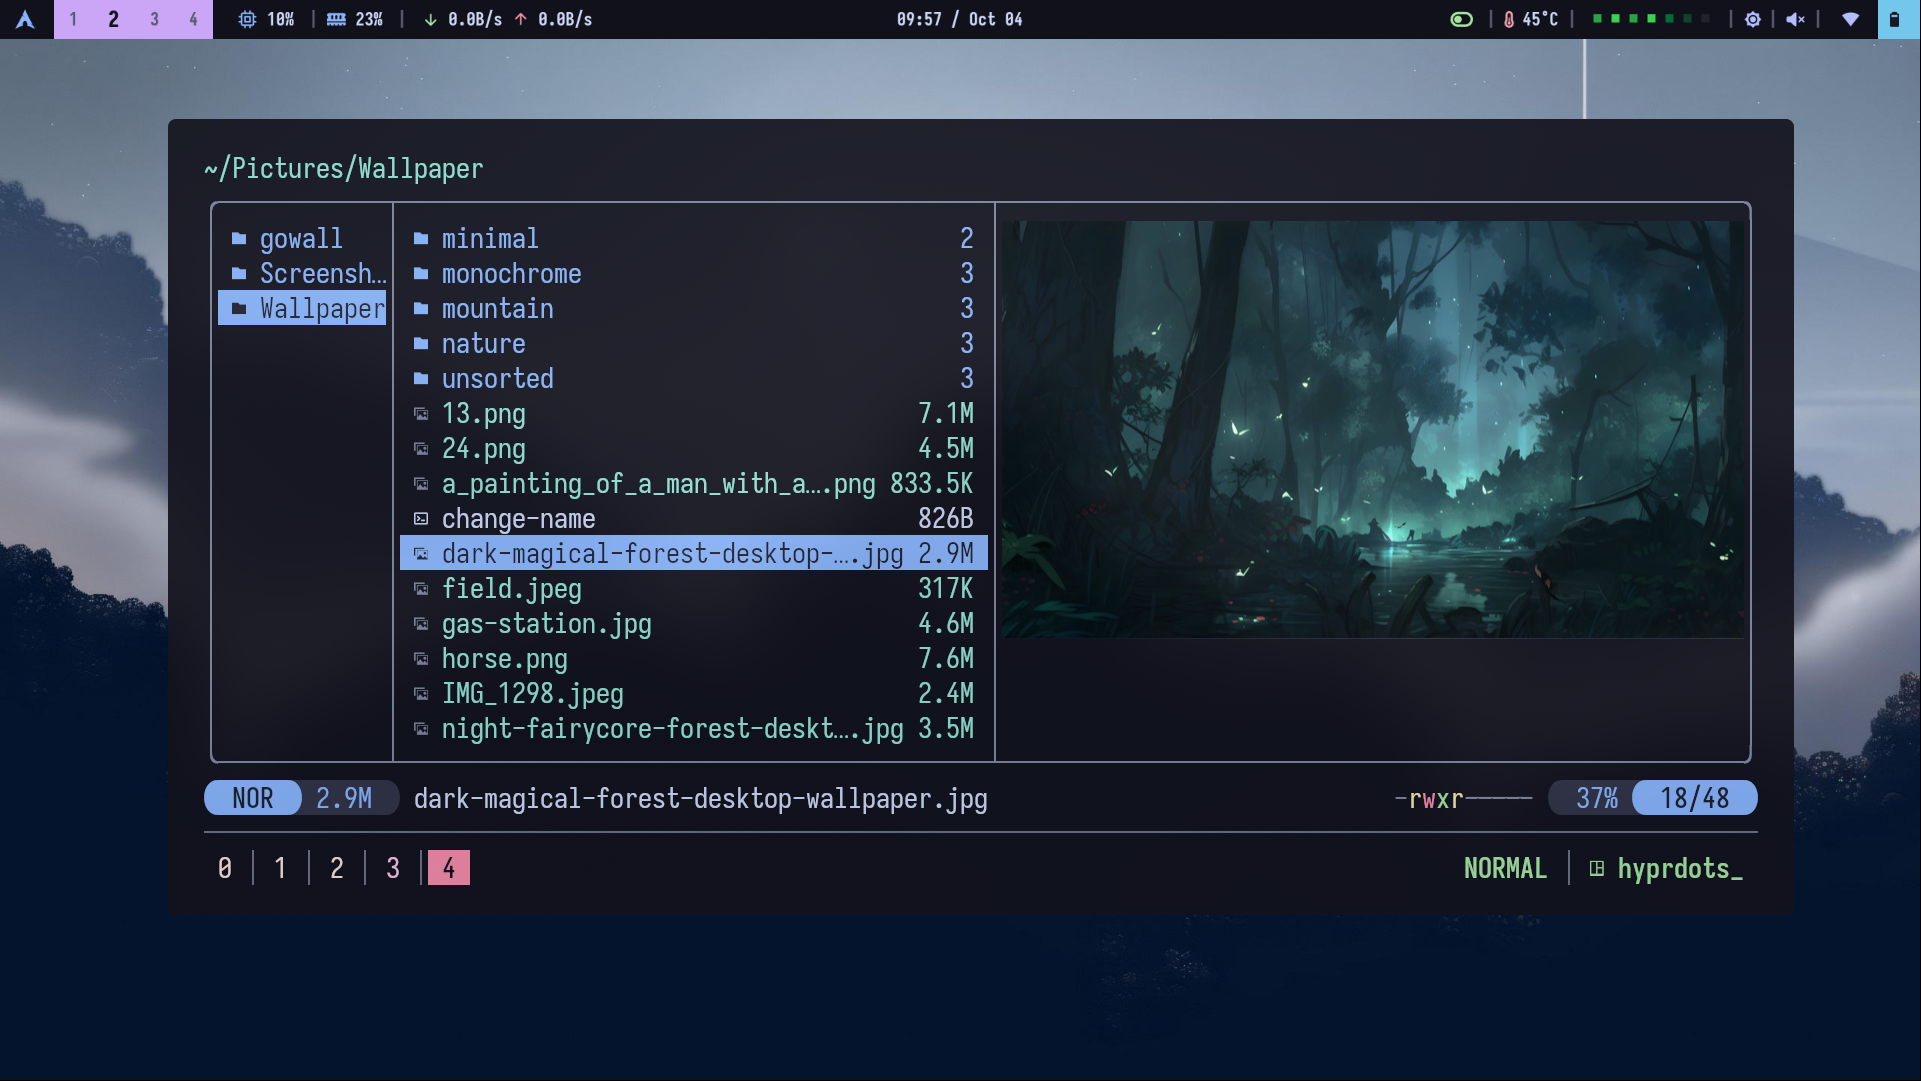 1 2 3 4 10% | 23% | ↓ 0.0B/s ↑ 0.0B/s 09:57 / Oct 04 | 45°C | | | |
~/Pictures/Wallpaper
gowall
Screensh…
Wallpaper
minimal 2
monochrome 3
mountain 3
nature 3
unsorted 3
13.png 7.1M
24.png 4.5M
a_painting_of_a_man_with_a….png 833.5K
change-name 826B
dark-magical-forest-desktop-….jpg 2.9M
field.jpeg 317K
gas-station.jpg 4.6M
horse.png 7.6M
IMG_1298.jpeg 2.4M
night-fairycore-forest-deskt….jpg 3.5M
NOR 2.9M dark-magical-forest-desktop-wallpaper.jpg -rwxr----- 37% 18/48
0 │ 1 │ 2 │ 3 │ 4 NORMAL │ hyprdots_